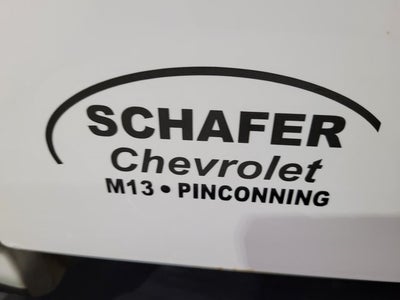 SCHAFER
Chevrolet
M13 • PINCONNING